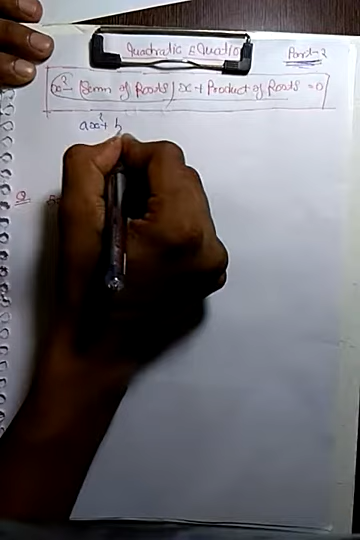 Quadratic Equation
Part-2
x² - (Sum of Roots) x + Product of Roots = 0
ax² + b
Q.